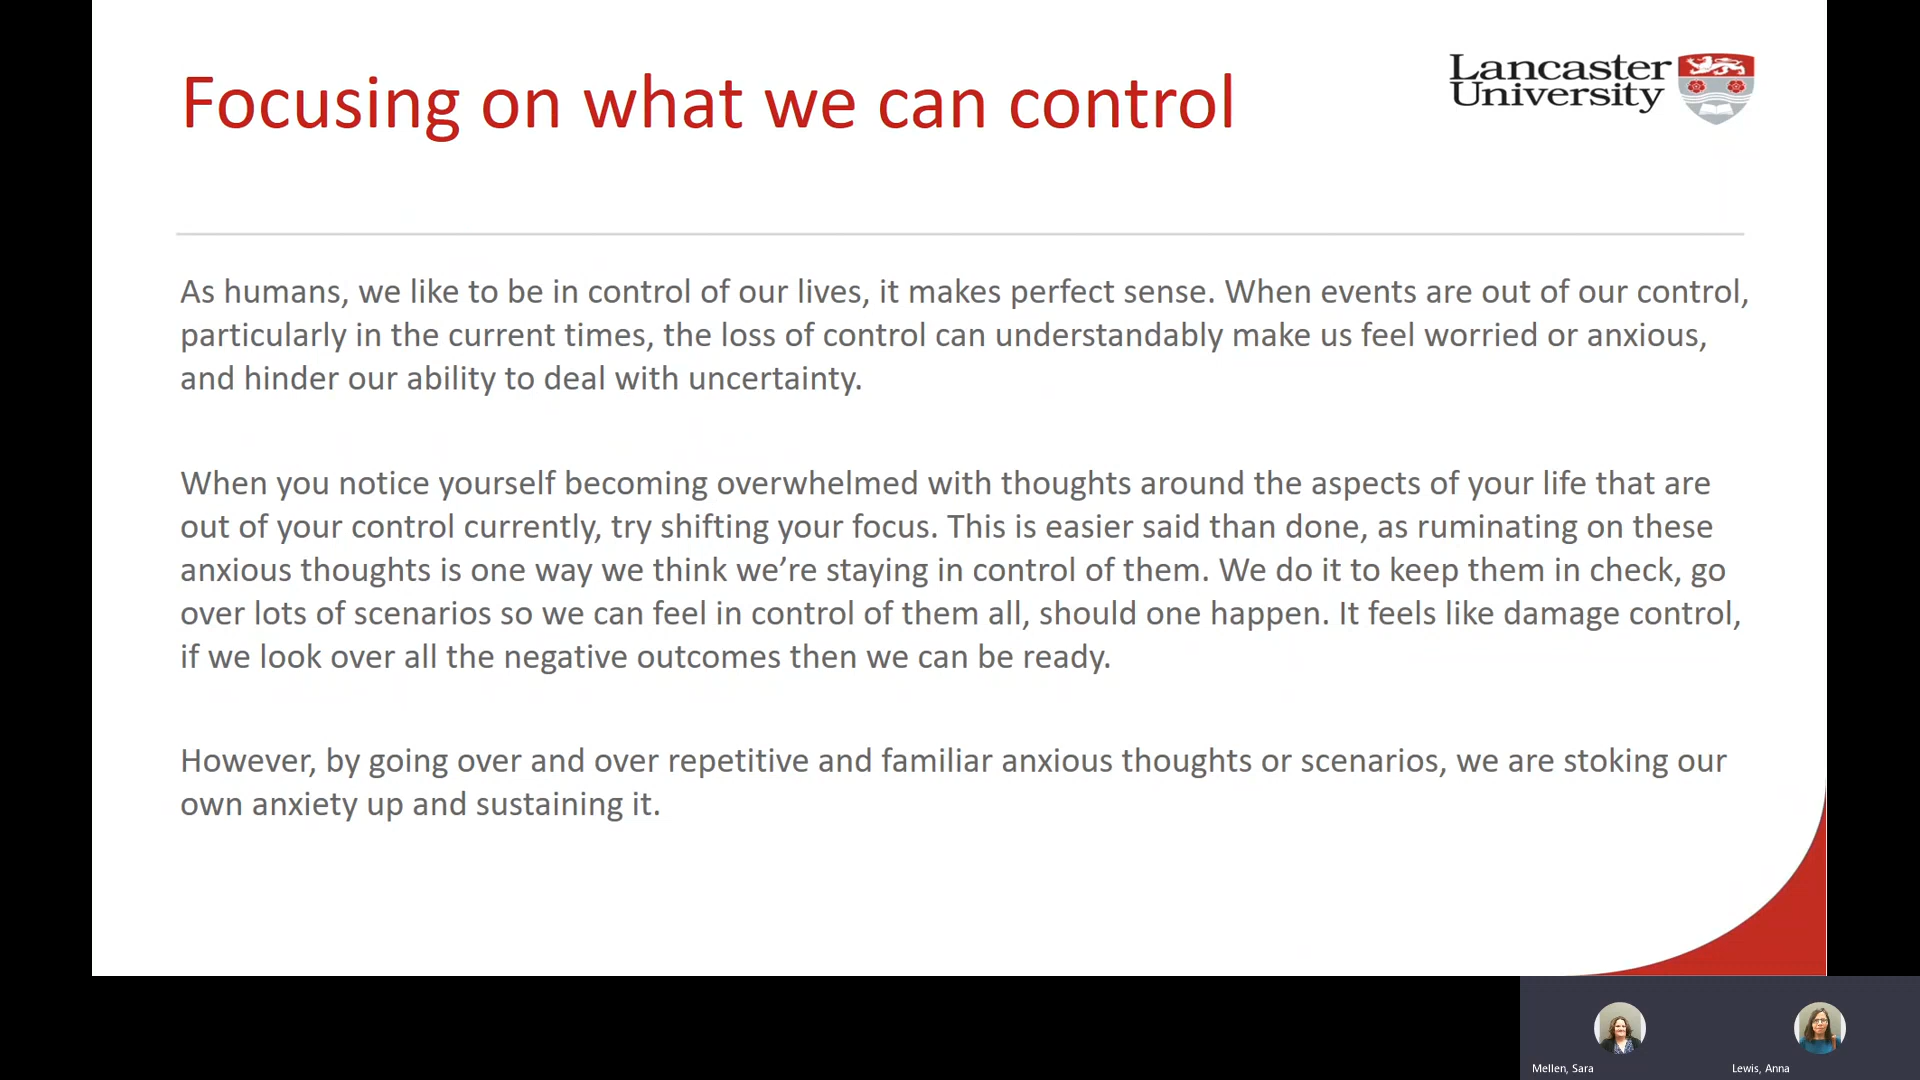 Focusing on what we can control
Lancaster
University
As humans, we like to be in control of our lives, it makes perfect sense. When events are out of our control,
particularly in the current times, the loss of control can understandably make us feel worried or anxious,
and hinder our ability to deal with uncertainty.
When you notice yourself becoming overwhelmed with thoughts around the aspects of your life that are
out of your control currently, try shifting your focus. This is easier said than done, as ruminating on these
anxious thoughts is one way we think we’re staying in control of them. We do it to keep them in check, go
over lots of scenarios so we can feel in control of them all, should one happen. It feels like damage control,
if we look over all the negative outcomes then we can be ready.
However, by going over and over repetitive and familiar anxious thoughts or scenarios, we are stoking our
own anxiety up and sustaining it.
Mellen, Sara
Lewis, Anna